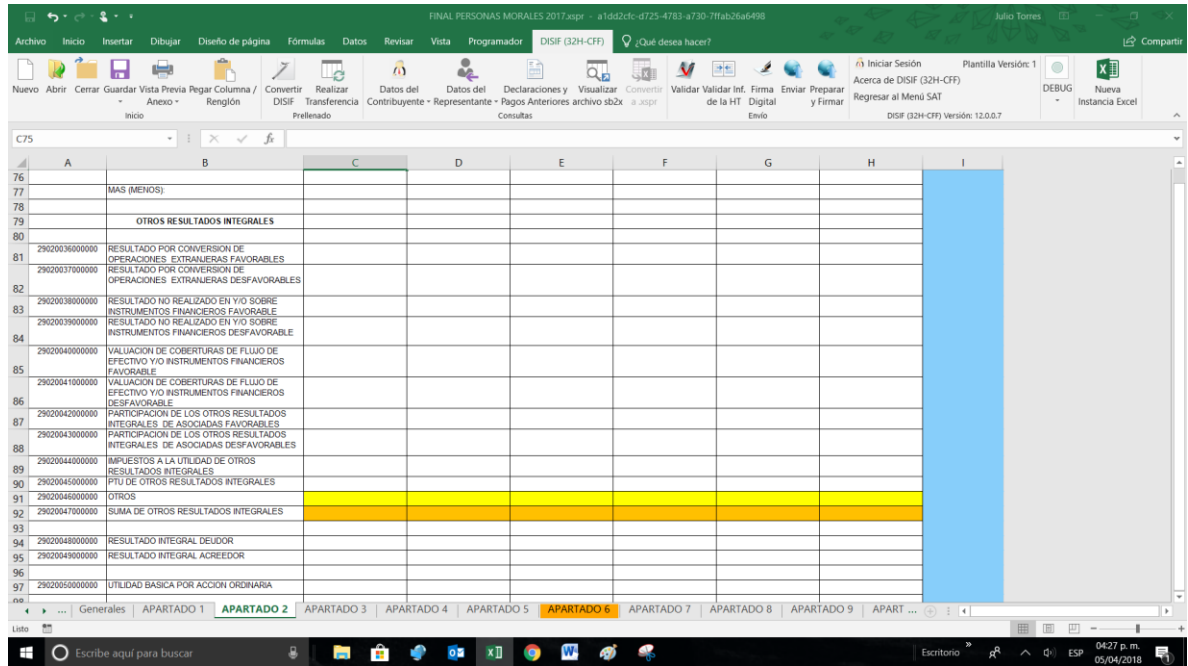 FINAL PERSONAS MORALES 2017.xspr - a1dd2cfc-d725-4783-a730-7ffab26a6498
Julio Torres
Archivo Inicio Insertar Dibujar Diseño de página Fórmulas Datos Revisar Vista Programador DISIF (32H-CFF) ¿Qué desea hacer? Compartir
Nuevo Abrir Cerrar Guardar Vista Previa Pegar Columna / Convertir Realizar Datos del Datos del Declaraciones y Visualizar Convertir Validar Validar Inf. Firma Enviar Preparar
Anexo Renglón DISIF Transferencia Contribuyente Representante Pagos Anteriores archivo sb2x a .xspr de la HT Digital y Firmar
Iniciar Sesión Plantilla Versión: 1
Acerca de DISIF (32H-CFF)
Regresar al Menú SAT
DEBUG Nueva
Instancia Excel
Inicio Prellenado Consultas Envío DISIF (32H-CFF) Versión: 12.0.0.7
C75 fx
A B C D E F G H I
76
77 MAS (MENOS):
78
79 OTROS RESULTADOS INTEGRALES
80
29020036000000 RESULTADO POR CONVERSION DE
81 OPERACIONES EXTRANJERAS FAVORABLES
29020037000000 RESULTADO POR CONVERSION DE
OPERACIONES EXTRANJERAS DESFAVORABLES
82
29020038000000 RESULTADO NO REALIZADO EN Y/O SOBRE
83 INSTRUMENTOS FINANCIEROS FAVORABLE
29020039000000 RESULTADO NO REALIZADO EN Y/O SOBRE
INSTRUMENTOS FINANCIEROS DESFAVORABLE
84
29020040000000 VALUACION DE COBERTURAS DE FLUJO DE
EFECTIVO Y/O INSTRUMENTOS FINANCIEROS
85 FAVORABLE
29020041000000 VALUACION DE COBERTURAS DE FLUJO DE
EFECTIVO Y/O INSTRUMENTOS FINANCIEROS
86 DESFAVORABLE
29020042000000 PARTICIPACION DE LOS OTROS RESULTADOS
87 INTEGRALES DE ASOCIADAS FAVORABLES
29020043000000 PARTICIPACION DE LOS OTROS RESULTADOS
INTEGRALES DE ASOCIADAS DESFAVORABLES
88
29020044000000 IMPUESTOS A LA UTILIDAD DE OTROS
89 RESULTADOS INTEGRALES
90 29020045000000 PTU DE OTROS RESULTADOS INTEGRALES
91 29020046000000 OTROS
92 29020047000000 SUMA DE OTROS RESULTADOS INTEGRALES
93
94 29020048000000 RESULTADO INTEGRAL DEUDOR
95 29020049000000 RESULTADO INTEGRAL ACREEDOR
96
97 29020050000000 UTILIDAD BASICA POR ACCION ORDINARIA
98
... Generales APARTADO 1 APARTADO 2 APARTADO 3 APARTADO 4 APARTADO 5 APARTADO 6 APARTADO 7 APARTADO 8 APARTADO 9 APART ...
Listo
Escribe aquí para buscar
Escritorio ESP 04:27 p. m.
05/04/2018